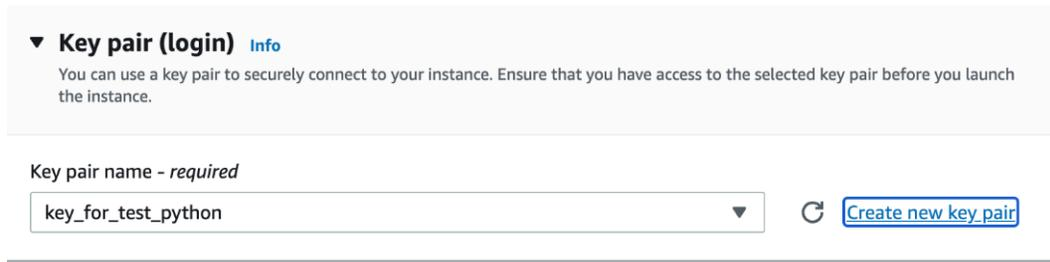 Key pair (login) Info
You can use a key pair to securely connect to your instance. Ensure that you have access to the selected key pair before you launch
the instance.
Key pair name - required
key_for_test_python
Create new key pair